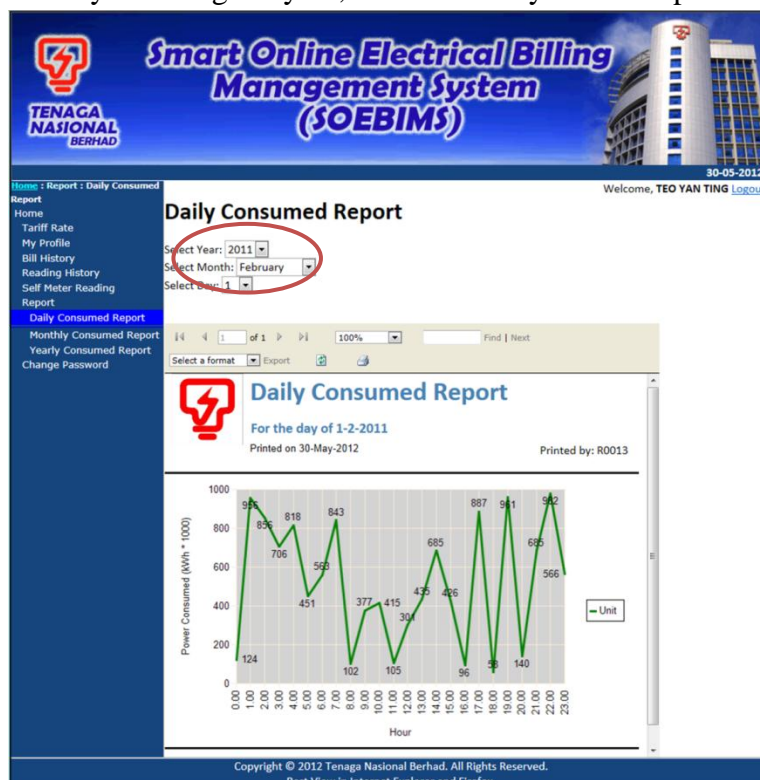 Smart Online Electrical Billing
Management System
(SOEBIMS)
TENAGA
NASIONAL
BERHAD
30-05-2012
Home : Report : Daily Consumed
Report
Welcome, TEO YAN TING Logou
Home
Tariff Rate
My Profile
Bill History
Reading History
Self Meter Reading
Report
Daily Consumed Report
Monthly Consumed Report
Yearly Consumed Report
Change Password
Daily Consumed Report
Select Year: 2011
Select Month: February
Select Day: 1
1 of 1 100% Find | Next
Select a format Export
Daily Consumed Report
For the day of 1-2-2011
Printed on 30-May-2012 Printed by: R0013
Power Consumed (kWh * 1000)
1000
800
600
400
200
0
124
956
856
706
818
451
563
843
102
377
415
105
301
435
685
426
96
887
58
961
140
685
982
566
Unit
0.00 1.00 2.00 3.00 4.00 5.00 6.00 7.00 8.00 9.00 10.00 11.00 12.00 13.00 14.00 15.00 16.00 17.00 18.00 19.00 20.00 21.00 22.00 23.00
Hour
Copyright © 2012 Tenaga Nasional Berhad. All Rights Reserved.
Best View in Internet Explorer and Firefox